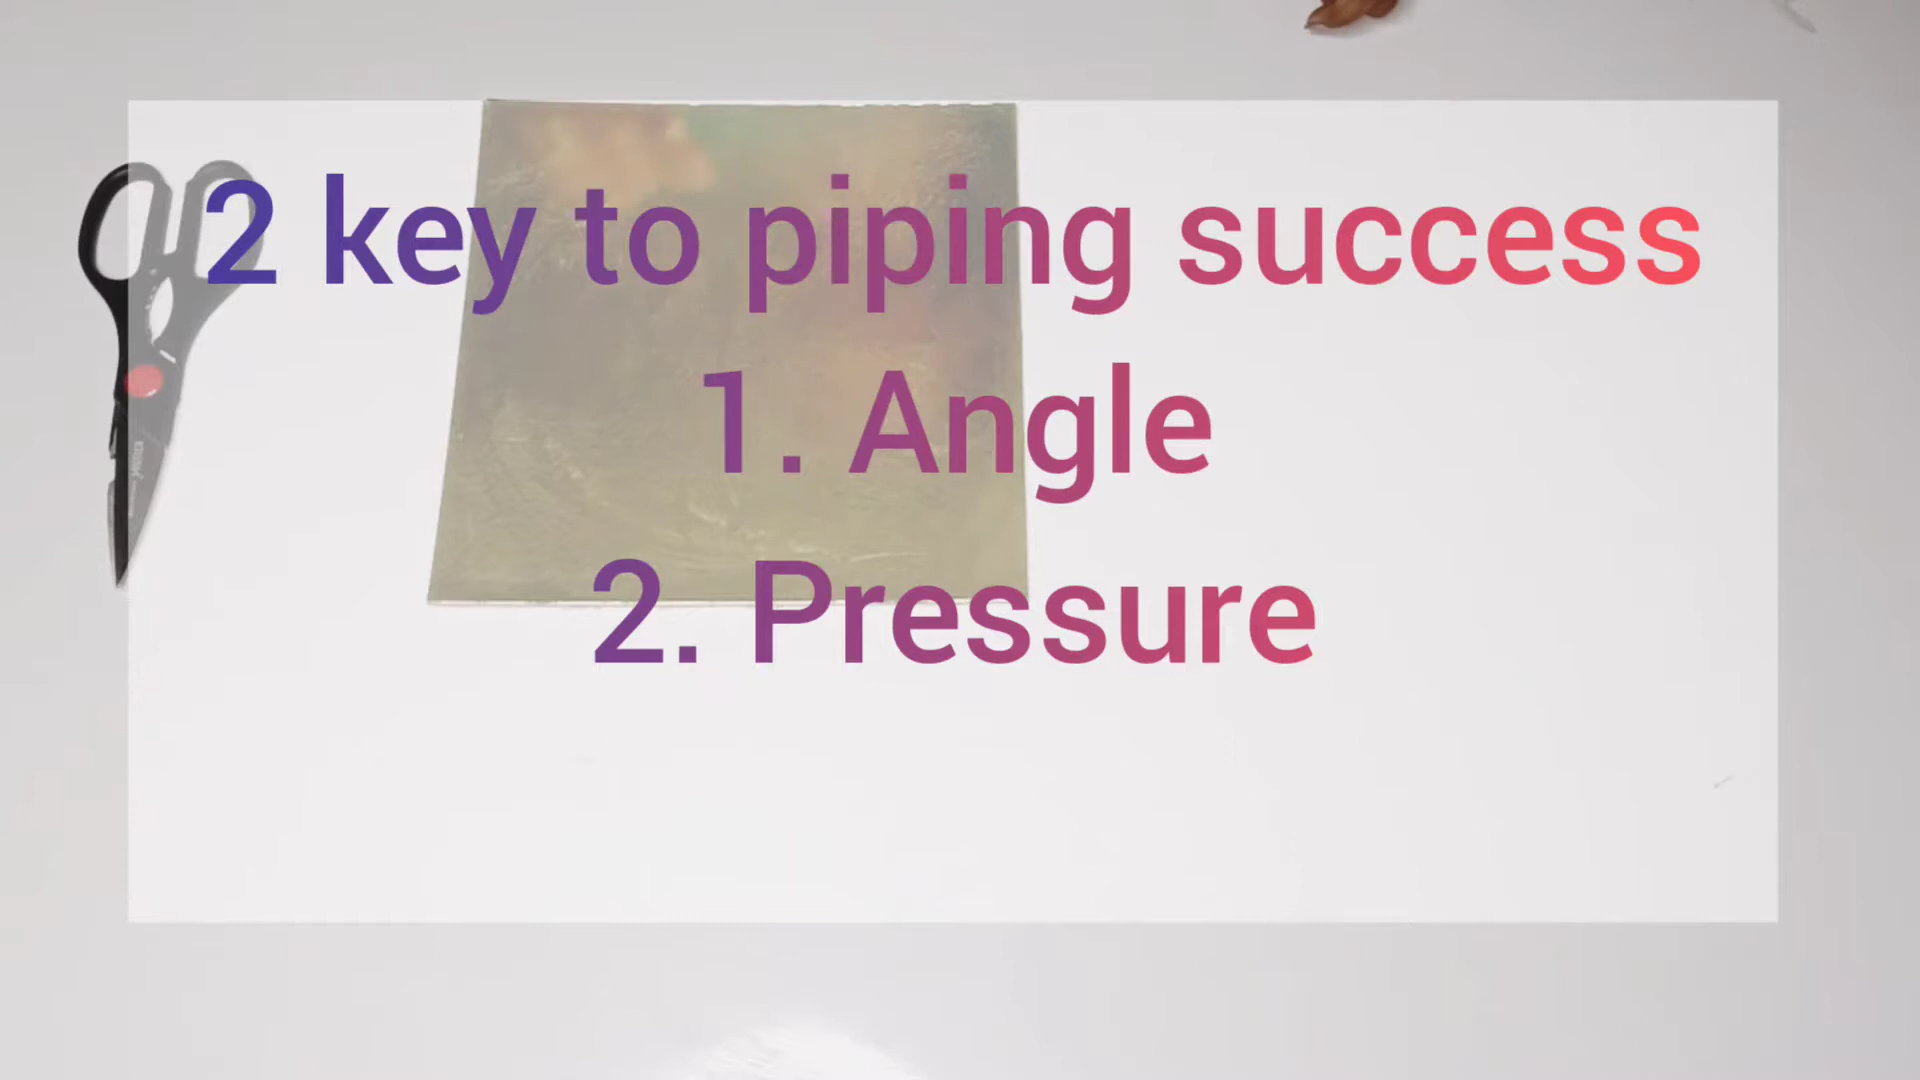 2 key to piping success
1. Angle
2. Pressure